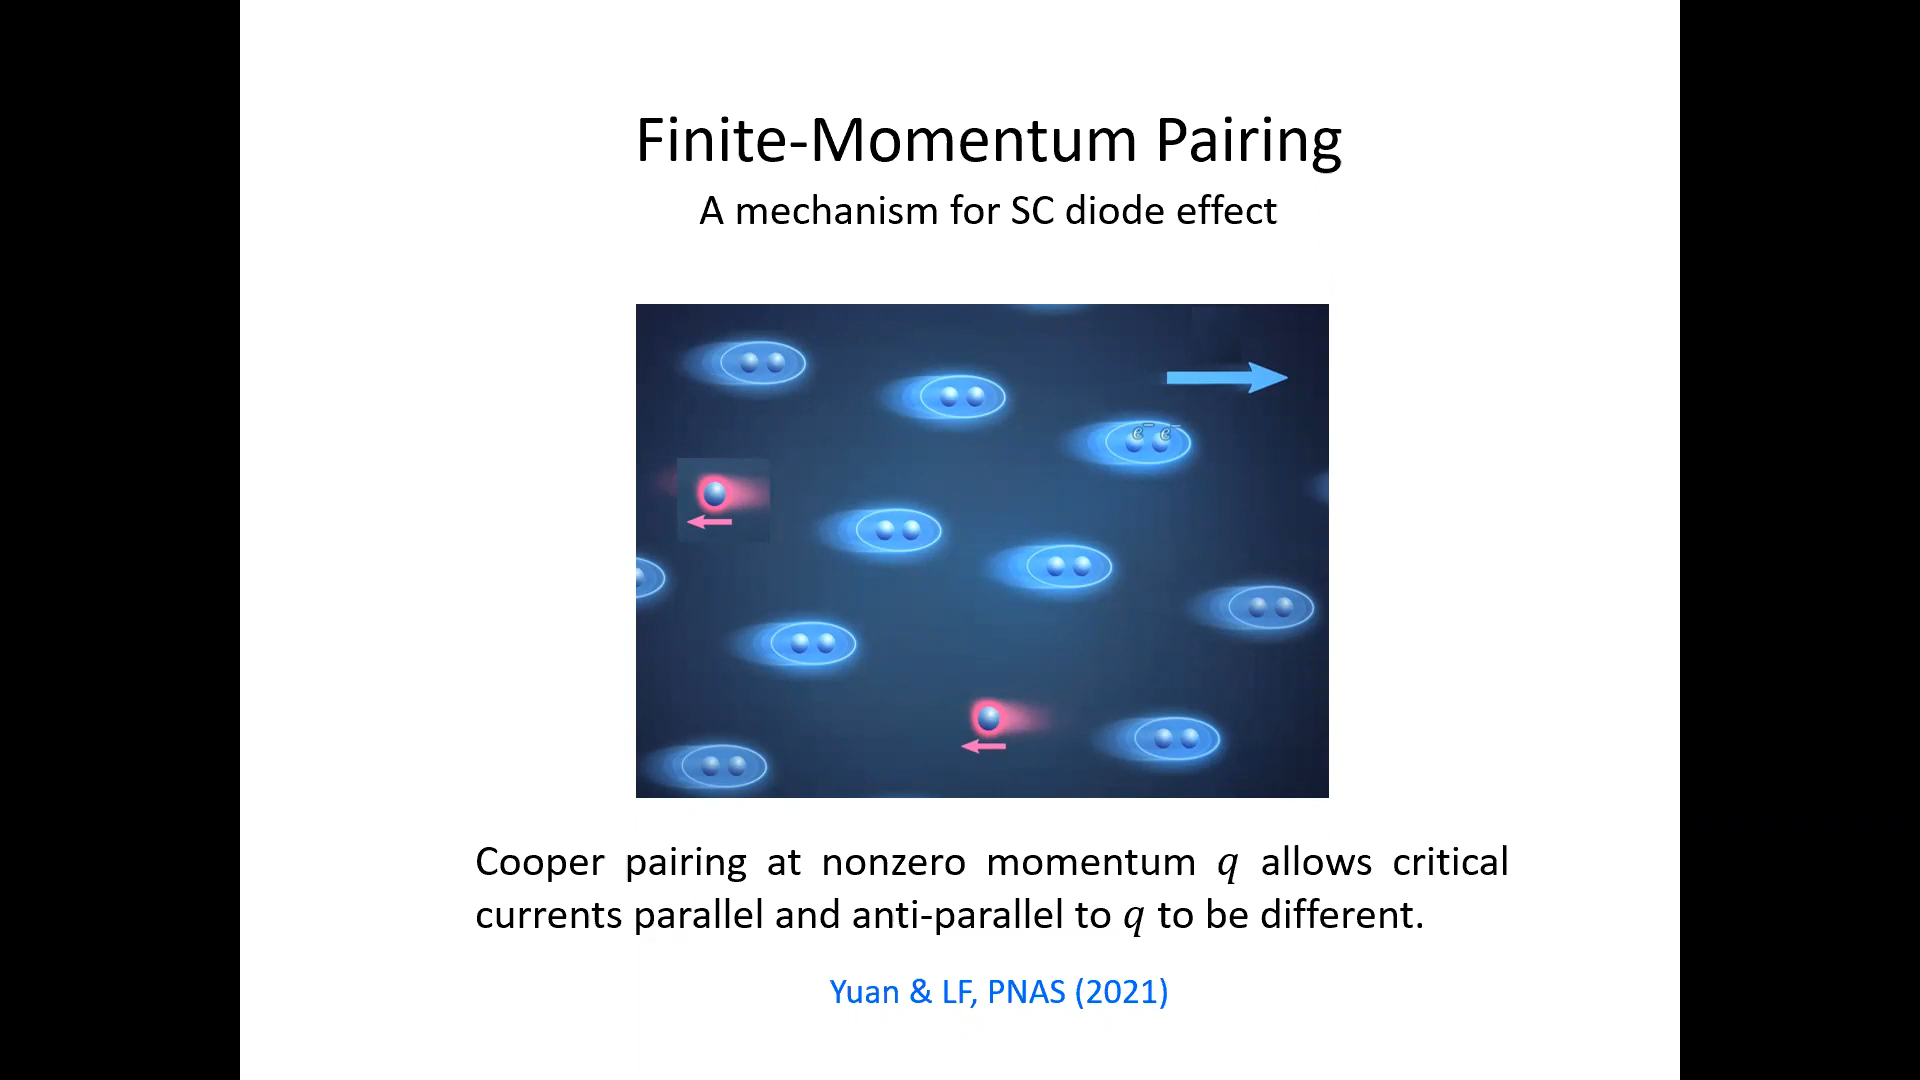 Finite-Momentum Pairing
A mechanism for SC diode effect
e⁻ e⁻
Cooper pairing at nonzero momentum q allows critical
currents parallel and anti-parallel to q to be different.
Yuan & LF, PNAS (2021)